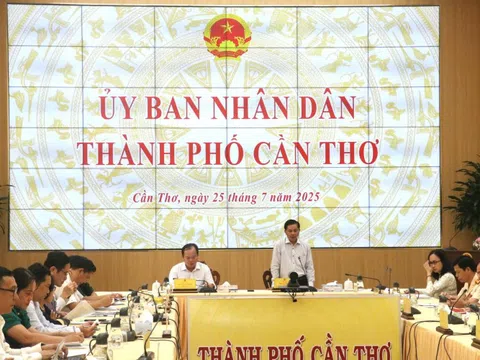 ỦY BAN NHÂN DÂN
THÀNH PHỐ CẦN THƠ
Cần Thơ, ngày 25 tháng 7 năm 2025
THÀNH PHỐ CẦN THƠ